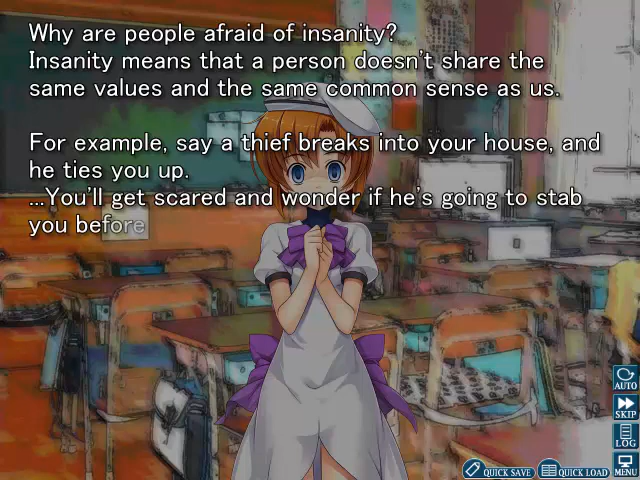 Why are people afraid of insanity?
Insanity means that a person doesn't share the
same values and the same common sense as us.
For example, say a thief breaks into your house, and
he ties you up.
...You'll get scared and wonder if he's going to stab
you before
AUTO
SKIP
LOG
MENU
QUICK SAVE
QUICK LOAD